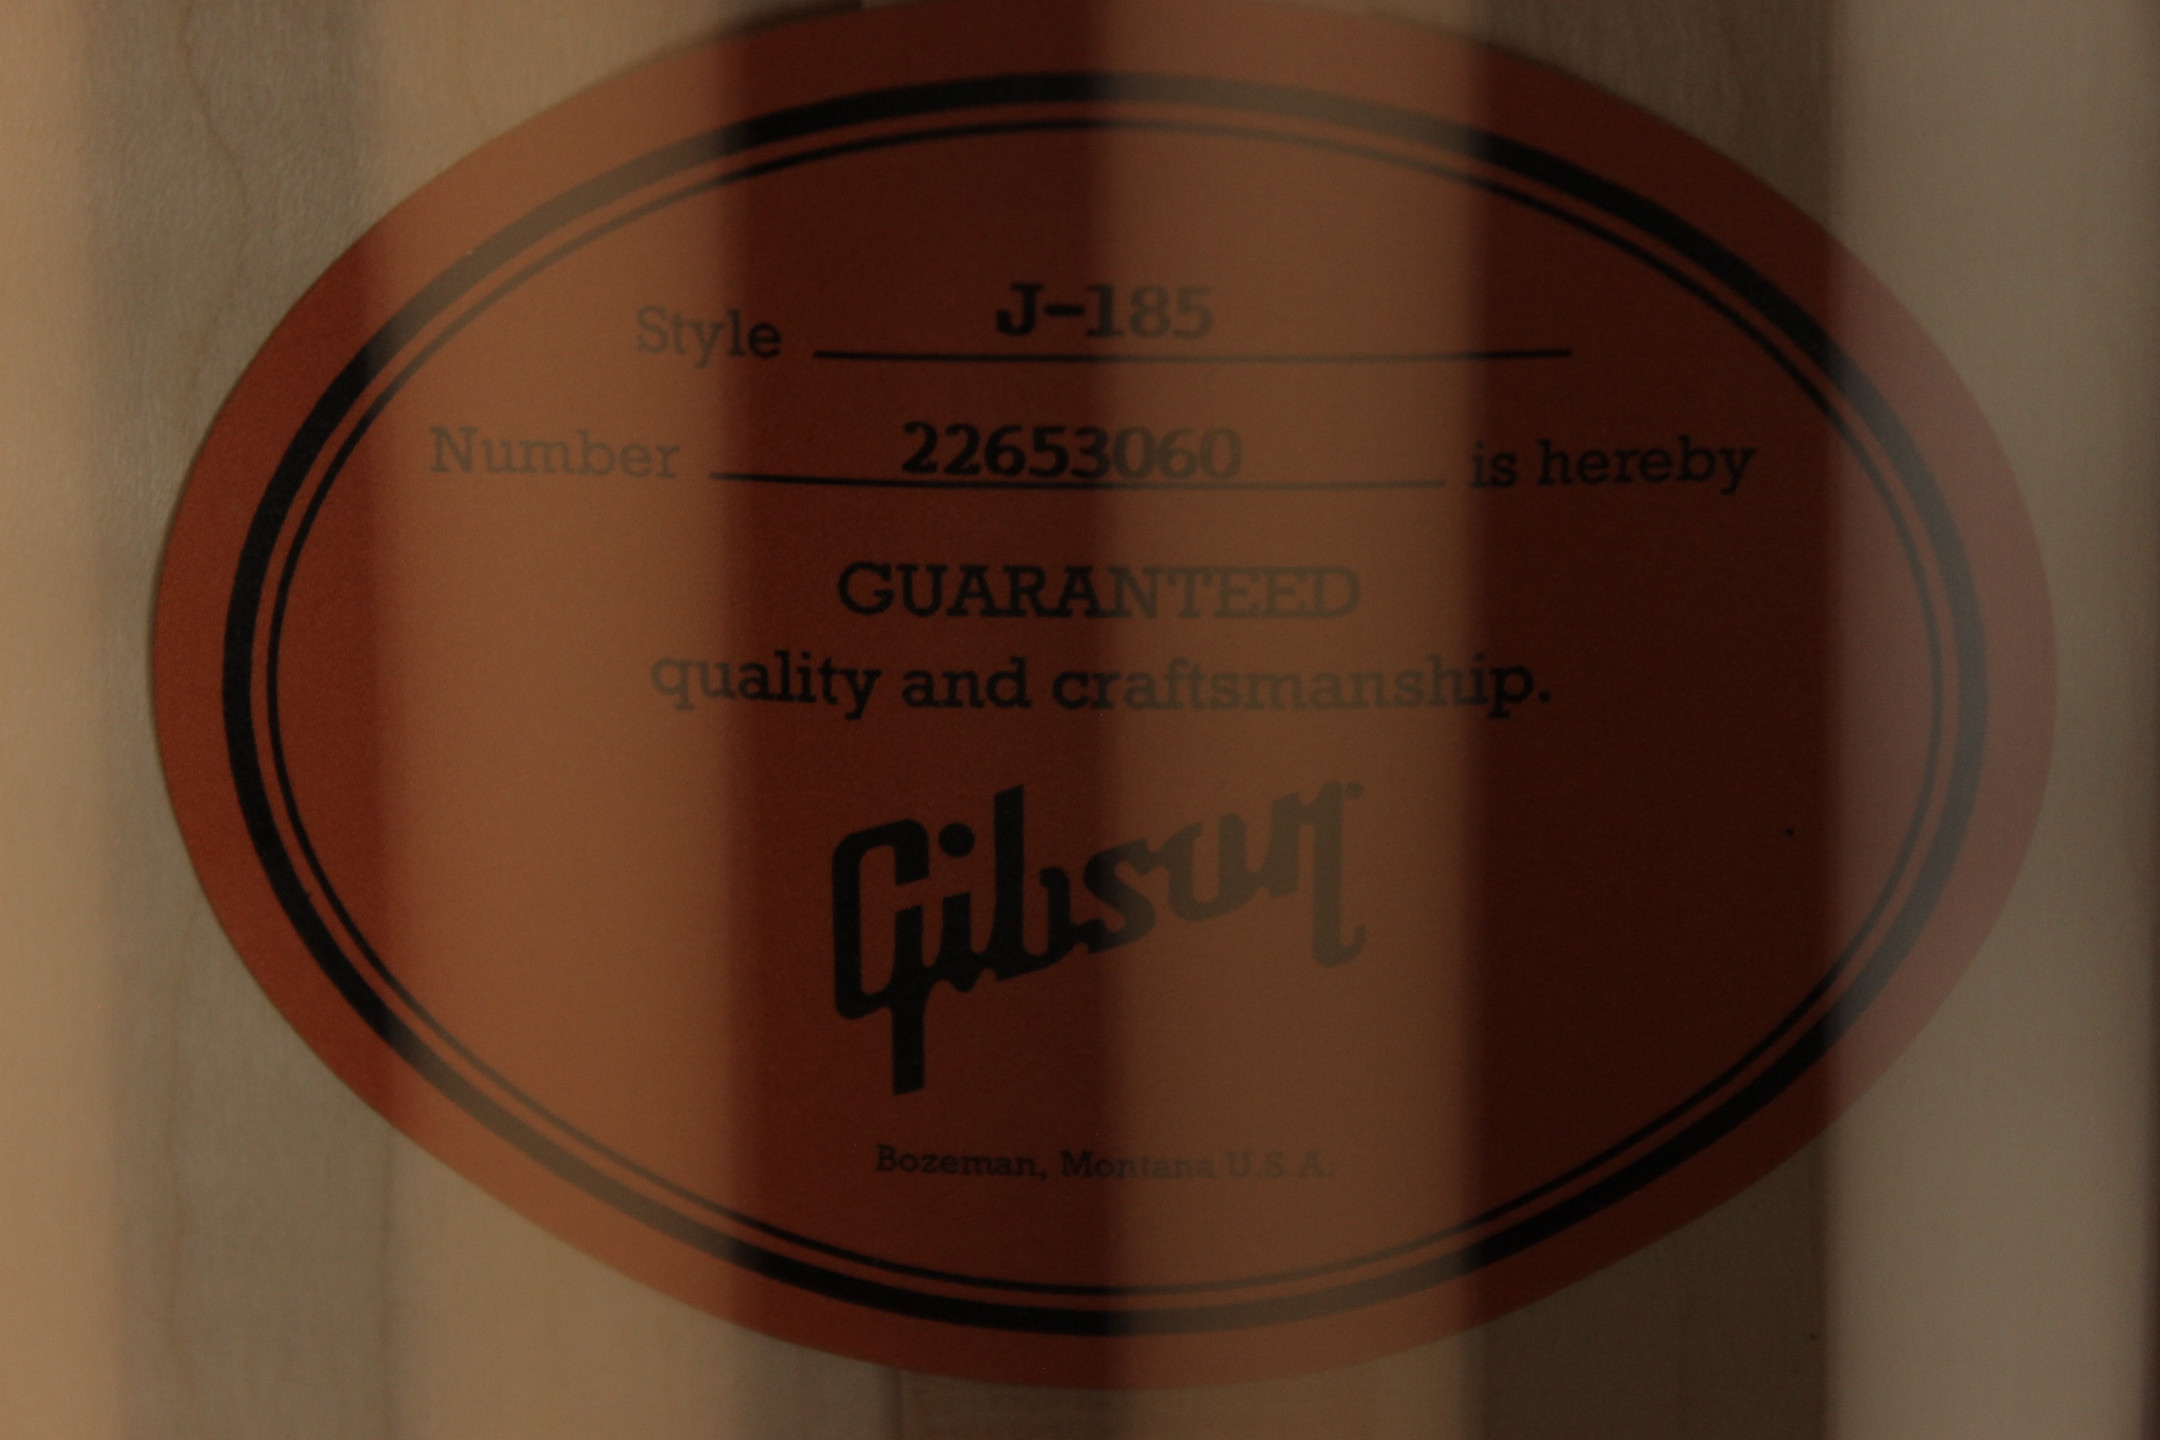 Style J-185
Number 22653060 is hereby
GUARANTEED
quality and craftsmanship.
Gibson
Bozeman, Montana U.S.A.